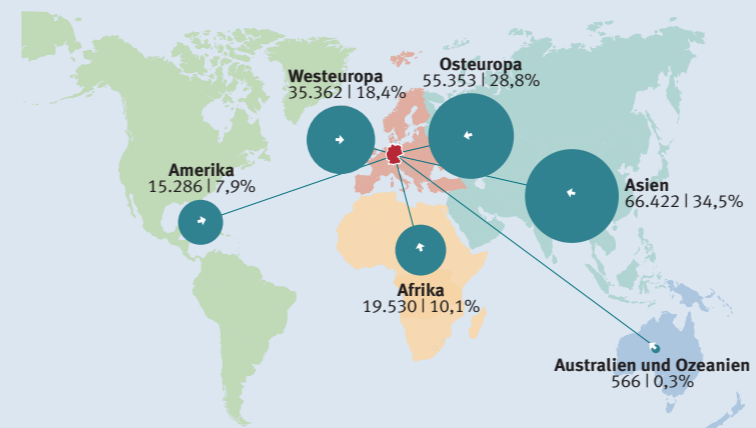 Westeuropa
35.362 | 18,4%
Osteuropa
55.353 | 28,8%
Amerika
15.286 | 7,9%
Asien
66.422 | 34,5%
Afrika
19.530 | 10,1%
Australien und Ozeanien
566 | 0,3%